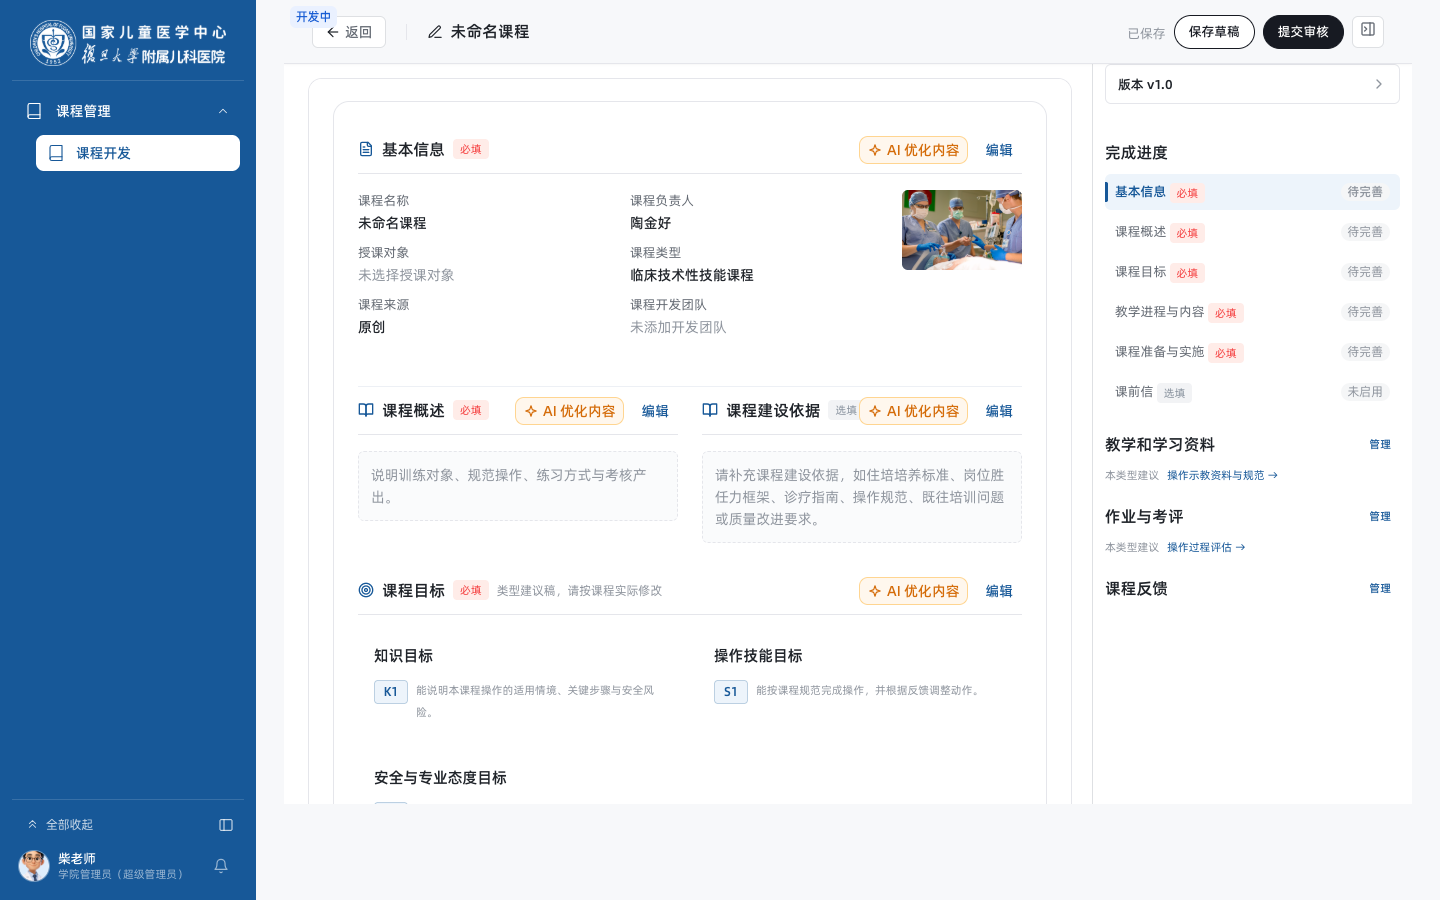 国家儿童医学中心
復旦大学附属儿科医院
1952
课程管理
课程开发
全部收起
柴老师
学院管理员（超级管理员）
开发中
返回
未命名课程
已保存
保存草稿
提交审核
基本信息 必填
AI 优化内容
编辑
课程名称
未命名课程
课程负责人
陶金好
授课对象
未选择授课对象
课程类型
临床技术性技能课程
课程来源
原创
课程开发团队
未添加开发团队
课程概述 必填
AI 优化内容
编辑
说明训练对象、规范操作、练习方式与考核产
出。
课程建设依据 选填
AI 优化内容
编辑
请补充课程建设依据，如住培培养标准、岗位胜
任力框架、诊疗指南、操作规范、既往培训问题
或质量改进要求。
课程目标 必填 类型建议稿，请按课程实际修改
AI 优化内容
编辑
知识目标
K1 能说明本课程操作的适用情境、关键步骤与安全风
险。
操作技能目标
S1 能按课程规范完成操作，并根据反馈调整动作。
安全与专业态度目标
版本 v1.0
完成进度
基本信息 必填 待完善
课程概述 必填 待完善
课程目标 必填 待完善
教学进程与内容 必填 待完善
课程准备与实施 必填 待完善
课前信 选填 未启用
教学和学习资料 管理
本类型建议 操作示教资料与规范 →
作业与考评 管理
本类型建议 操作过程评估 →
课程反馈 管理